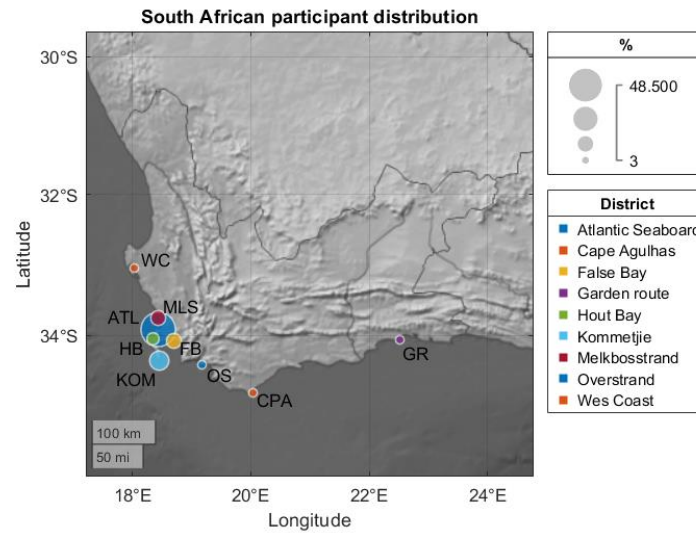 South African participant distribution
30°S
32°S
34°S
Latitude
WC
MLS
ATL
HB
FB
KOM
OS
CPA
GR
100 km
50 mi
18°E
20°E
22°E
24°E
Longitude
%
48.500
3
District
Atlantic Seaboard
Cape Agulhas
False Bay
Garden route
Hout Bay
Kommetjie
Melkbosstrand
Overstrand
Wes Coast